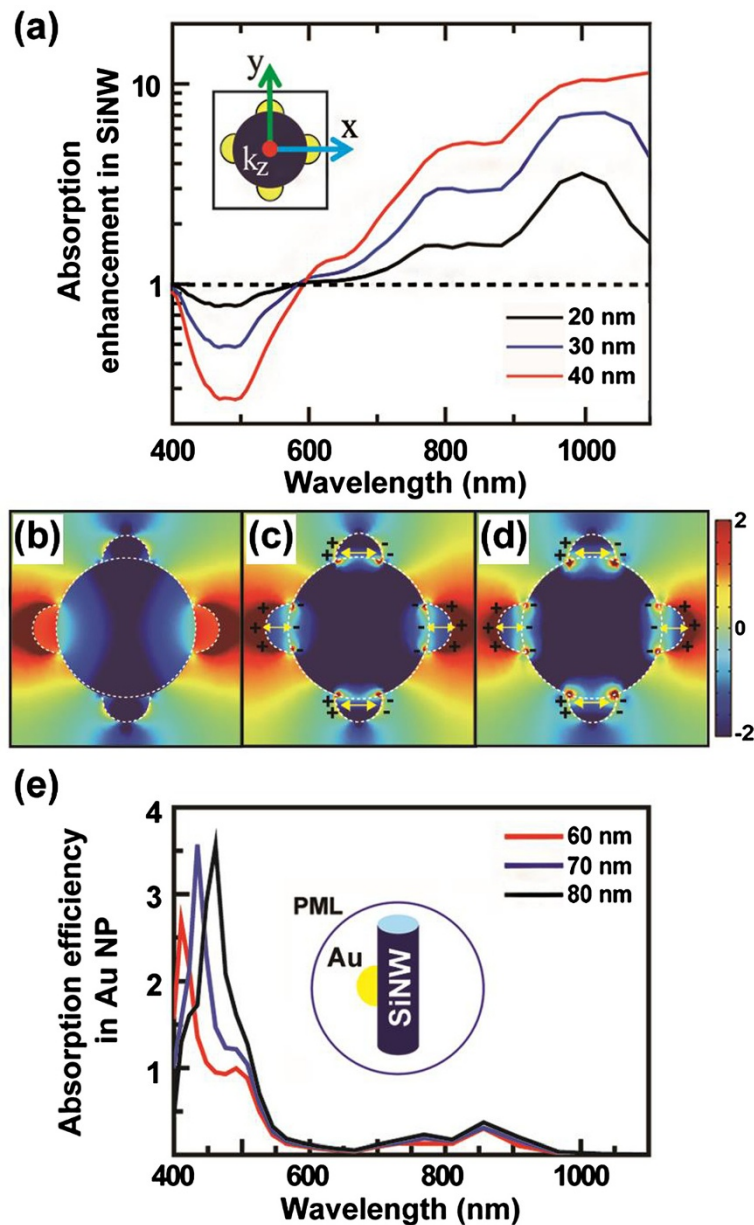 (a)
Absorption
enhancement in SiNW
10
1
y
x
kz
20 nm
30 nm
40 nm
400 600 800 1000
Wavelength (nm)
(b) (c) (d)
+ - + -
+ - + -
+ - + + - +
+ - + + - +
+ - + -
+ - + -
2
0
-2
(e)
Absorption efficiency
in Au NP
4
3
2
1
60 nm
70 nm
80 nm
PML
Au
SiNW
400 600 800 1000
Wavelength (nm)